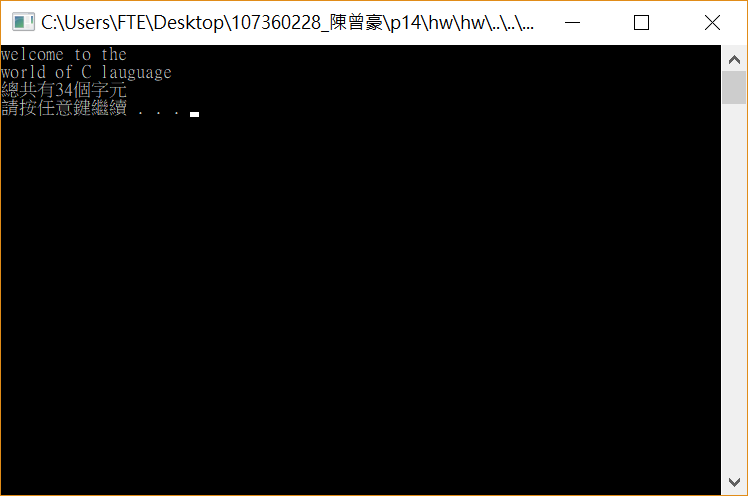 C:\Users\FTE\Desktop\107360228_陳曾豪\p14\hw\hw\..\..\...
welcome to the
world of C lauguage
總共有34個字元
請按任意鍵繼續 . . .